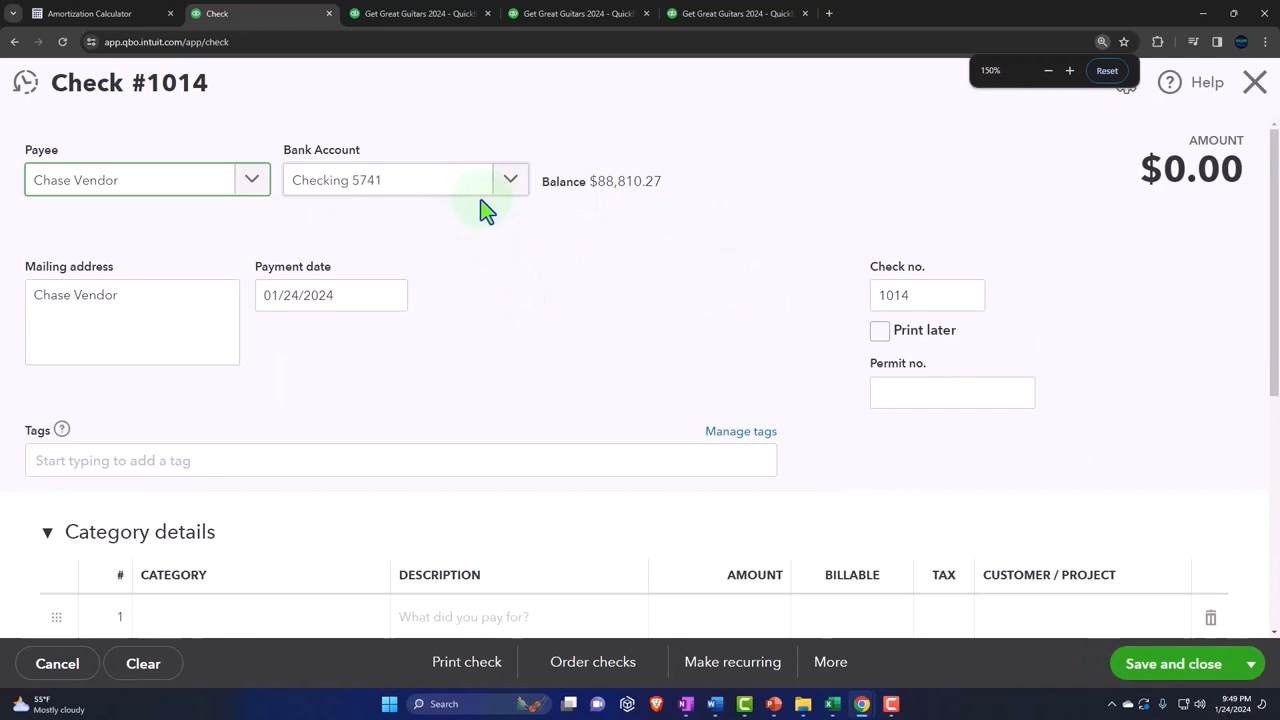 Amortization Calculator
Check
Get Great Guitars 2024 - Quick
Get Great Guitars 2024 - Quick
Get Great Guitars 2024 - Quick
app.qbo.intuit.com/app/check
150%
Reset
Check #1014
Help
Payee
Bank Account
AMOUNT
Chase Vendor
Checking 5741
Balance $88,810.27
$0.00
Mailing address
Payment date
Check no.
Chase Vendor
01/24/2024
1014
Print later
Permit no.
Tags
Manage tags
Start typing to add a tag
Category details
# CATEGORY DESCRIPTION AMOUNT BILLABLE TAX CUSTOMER / PROJECT
1 What did you pay for?
Cancel
Clear
Print check
Order checks
Make recurring
More
Save and close
55°F
Mostly cloudy
Search
9:49 PM
1/24/2024